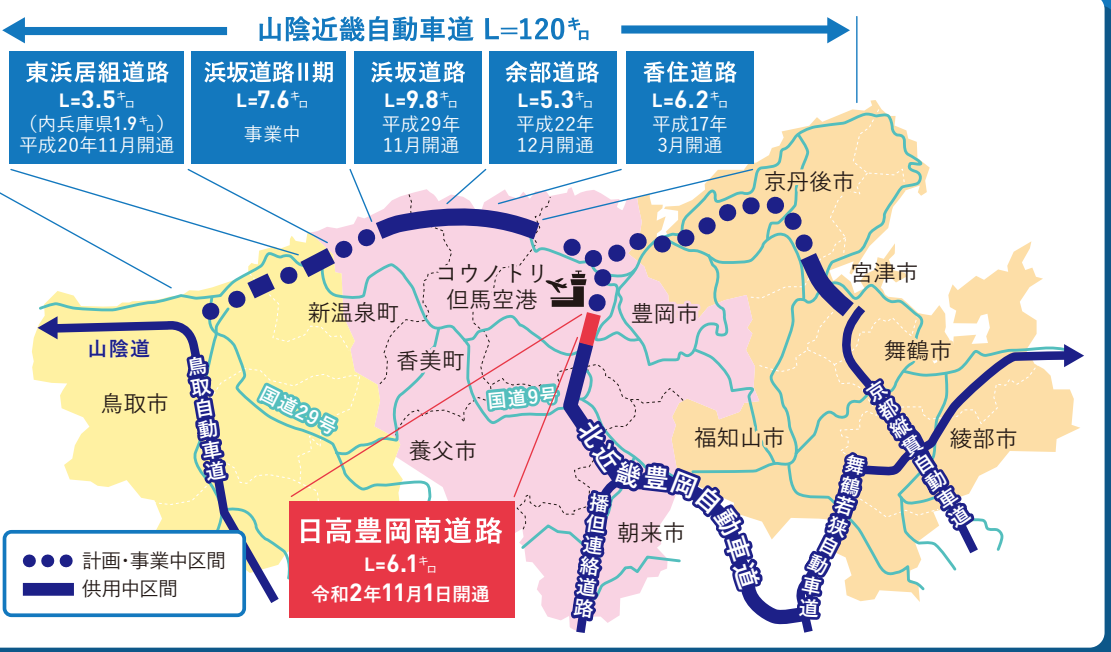 山陰近畿自動車道 L=120㌔
東浜居組道路
L=3.5㌔
（内兵庫県1.9㌔）
平成20年11月開通
浜坂道路Ⅱ期
L=7.6㌔
事業中
浜坂道路
L=9.8㌔
平成29年
11月開通
余部道路
L=5.3㌔
平成22年
12月開通
香住道路
L=6.2㌔
平成17年
3月開通
京丹後市
宮津市
コウノトリ
但馬空港
新温泉町
豊岡市
山陰道
香美町
舞鶴市
鳥取市
鳥取自動車道
国道29号
国道9号
京都縦貫自動車道
養父市
福知山市
綾部市
北近畿豊岡自動車道
舞鶴若狭自動車道
播但連絡道路
朝来市
日高豊岡南道路
L=6.1㌔
令和2年11月1日開通
計画・事業中区間
供用中区間